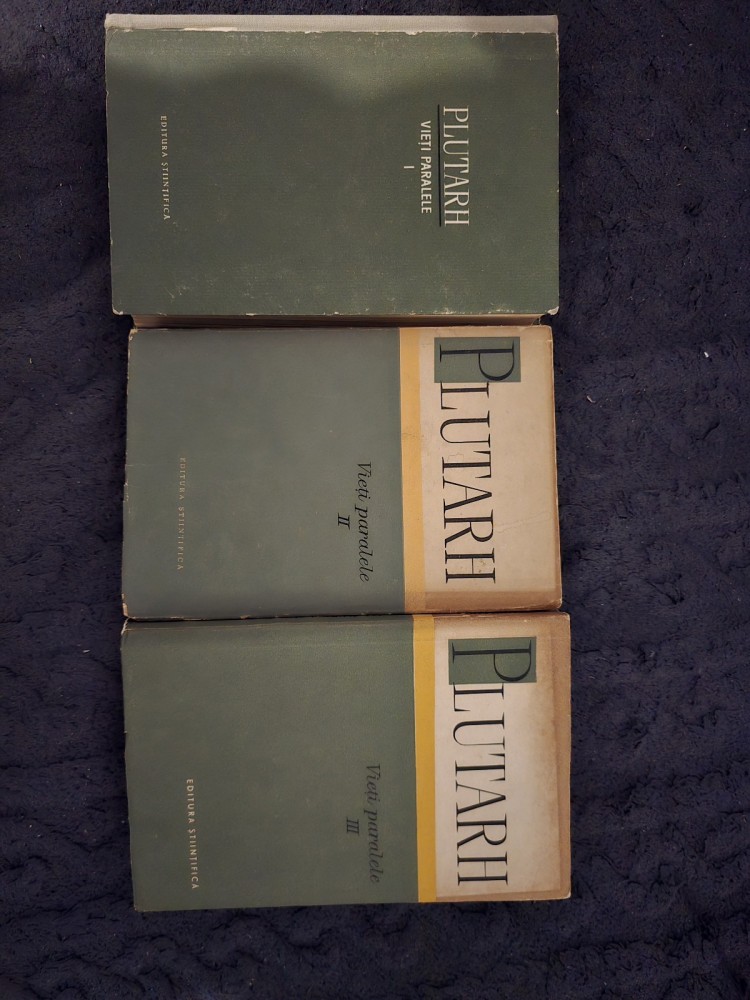 PLUTARH
VIEȚI PARALELE
I
EDITURA ȘTIINȚIFICĂ
PLUTARH
Vieți paralele
II
EDITURA ȘTIINȚIFICĂ
PLUTARH
Vieți paralele
III
EDITURA ȘTIINȚIFICĂ